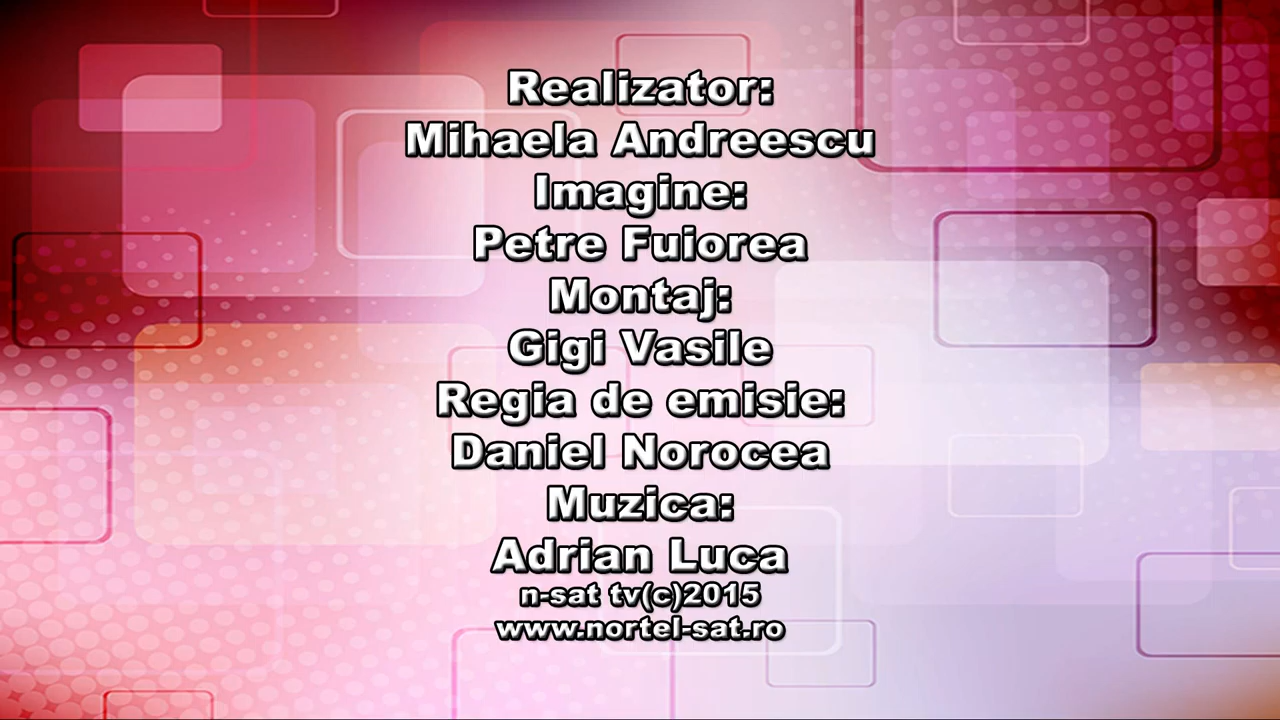 Realizator:
Mihaela Andreescu
Imagine:
Petre Fuiorea
Montaj:
Gigi Vasile
Regia de emisie:
Daniel Norocea
Muzica:
Adrian Luca
n-sat tv(c)2015
www.nortel-sat.ro